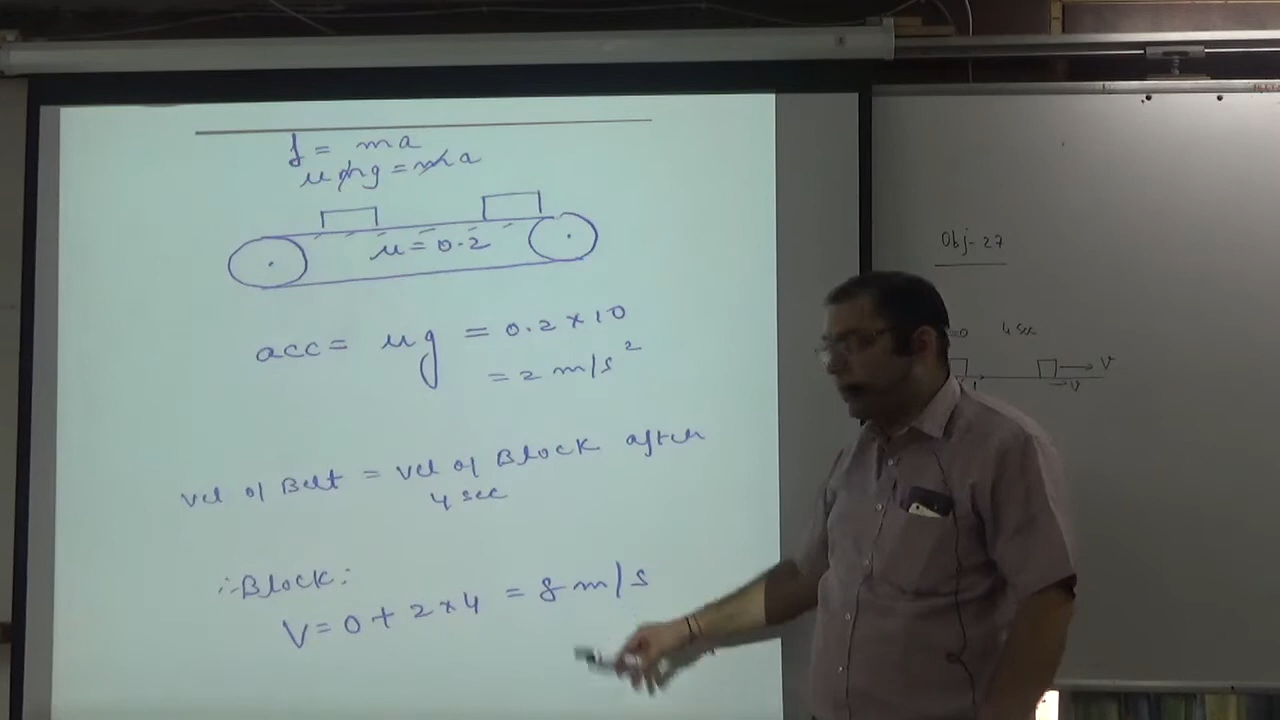 f = ma
μmg = ma
μ = 0.2
acc = μg = 0.2 × 10
= 2 m/s²
Vel of Belt = Vel of Block after
4 sec
∴ Block:
V = 0 + 2 × 4 = 8 m/s
Obj-27
=0 4 sec
V
V